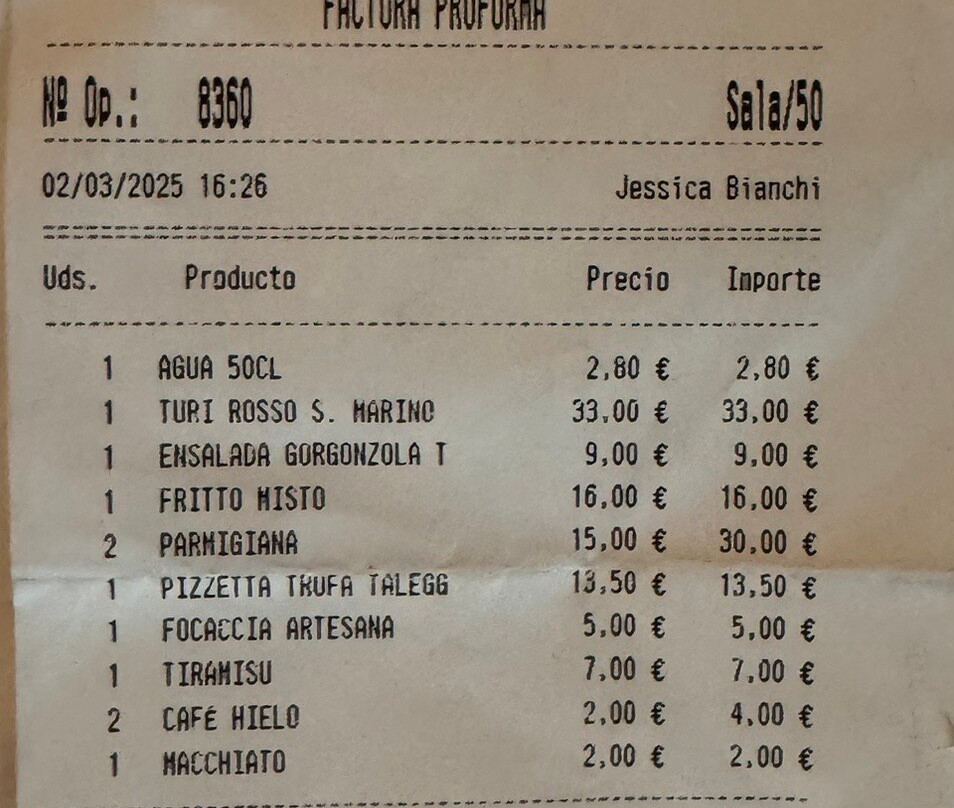 FACTURA PROFORMA
Nº Op.: 8360 Sala/50
02/03/2025 16:26 Jessica Bianchi
Uds. Producto Precio Importe
1 AGUA 50CL 2,80 € 2,80 €
1 TURI ROSSO S. MARINO 33,00 € 33,00 €
1 ENSALADA GORGONZOLA T 9,00 € 9,00 €
1 FRITTO MISTO 16,00 € 16,00 €
2 PARMIGIANA 15,00 € 30,00 €
1 PIZZETTA TRUFA TALEGG 13,50 € 13,50 €
1 FOCACCIA ARTESANA 5,00 € 5,00 €
1 TIRAMISU 7,00 € 7,00 €
2 CAFÉ HIELO 2,00 € 4,00 €
1 MACCHIATO 2,00 € 2,00 €